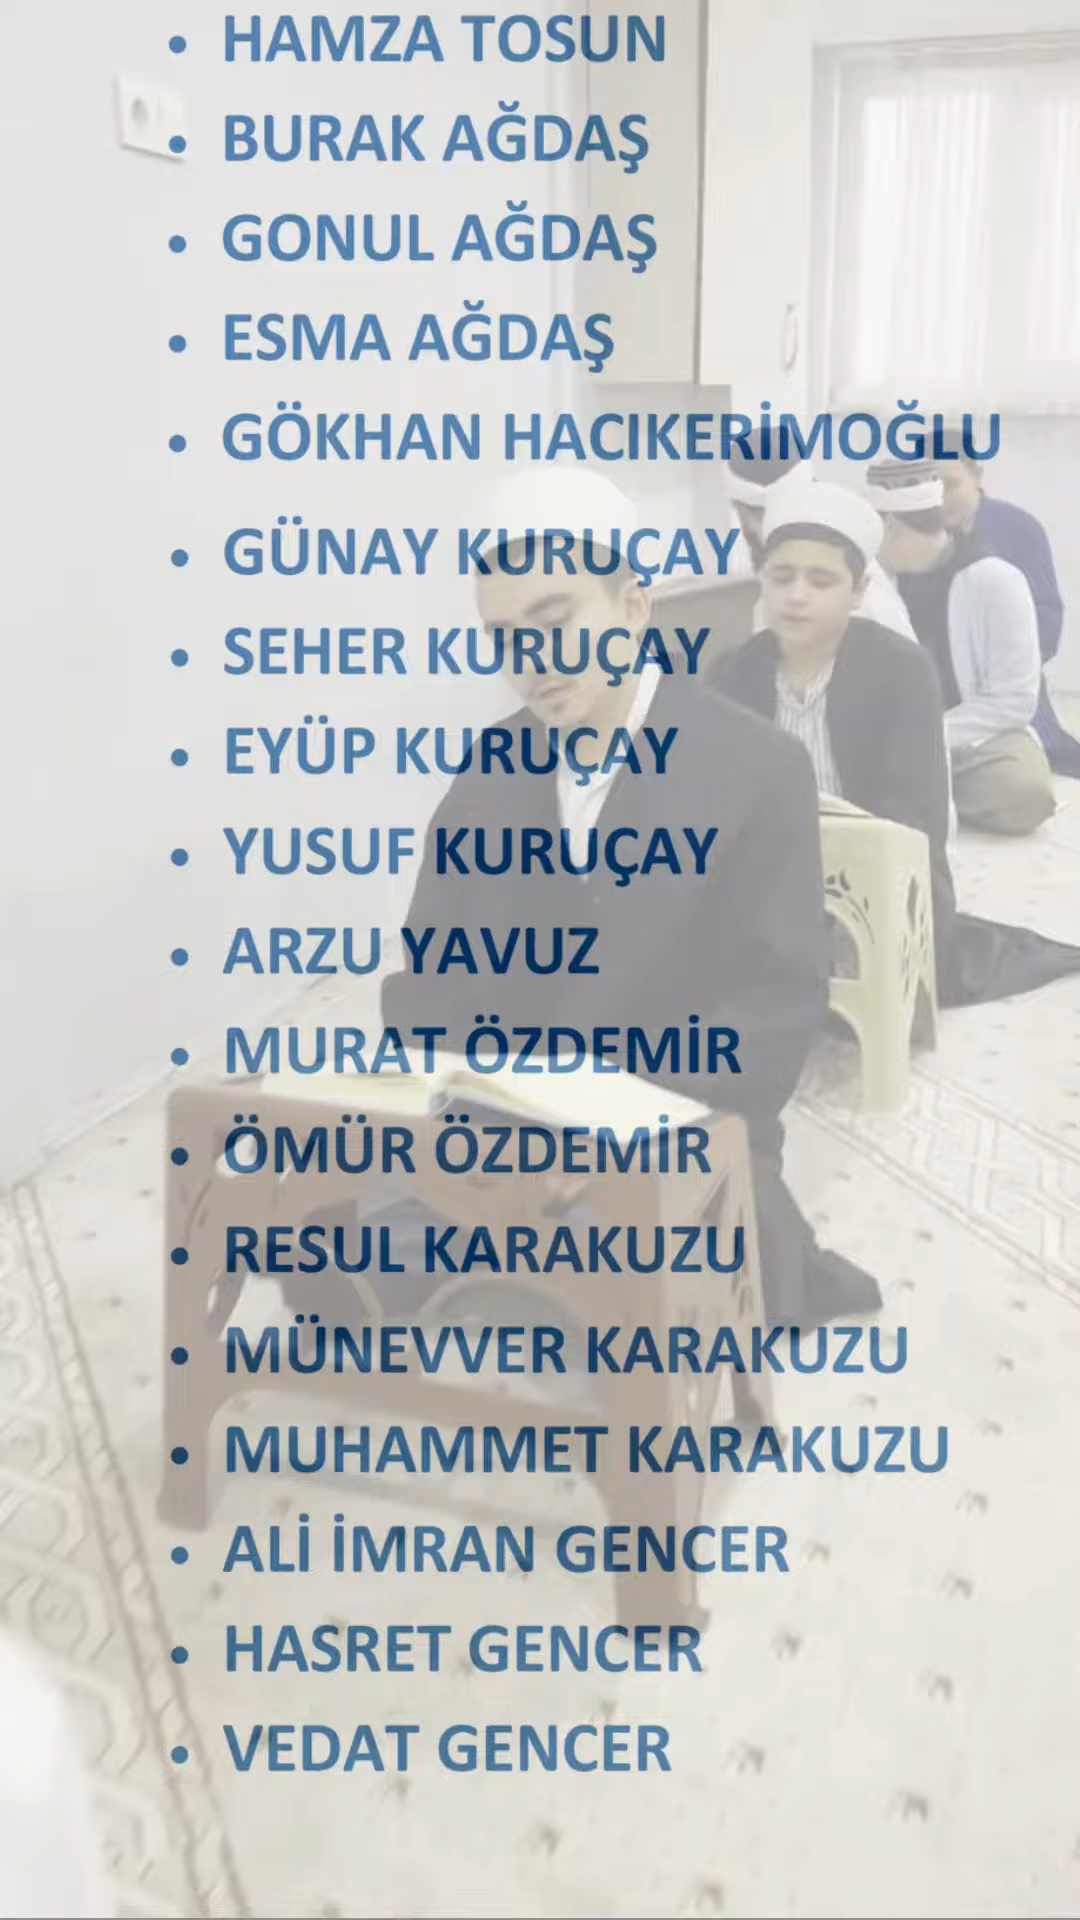 • HAMZA TOSUN
• BURAK AĞDAŞ
• GONUL AĞDAŞ
• ESMA AĞDAŞ
• GÖKHAN HACIKERİMOĞLU
• GÜNAY KURUÇAY
• SEHER KURUÇAY
• EYÜP KURUÇAY
• YUSUF KURUÇAY
• ARZU YAVUZ
• MURAT ÖZDEMİR
• ÖMÜR ÖZDEMİR
• RESUL KARAKUZU
• MÜNEVVER KARAKUZU
• MUHAMMET KARAKUZU
• ALİ İMRAN GENCER
• HASRET GENCER
• VEDAT GENCER